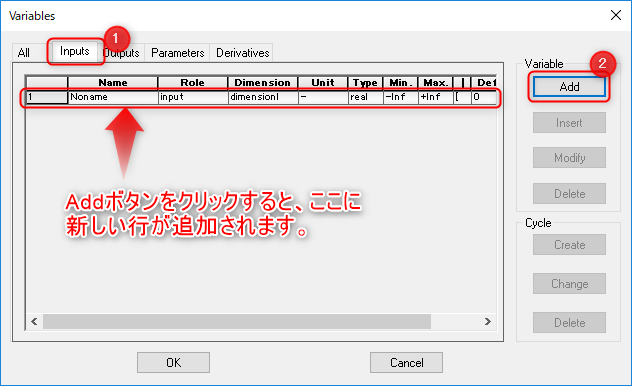 Variables
1
All Inputs Outputs Parameters Derivatives
Name Role Dimension Unit Type Min. Max. [ Def
1 Noname input dimensionl - real -Inf +Inf [ 0
Addボタンをクリックすると、ここに
新しい行が追加されます。
Variable
2
Add
Insert
Modify
Delete
Cycle
Create
Change
Delete
OK Cancel